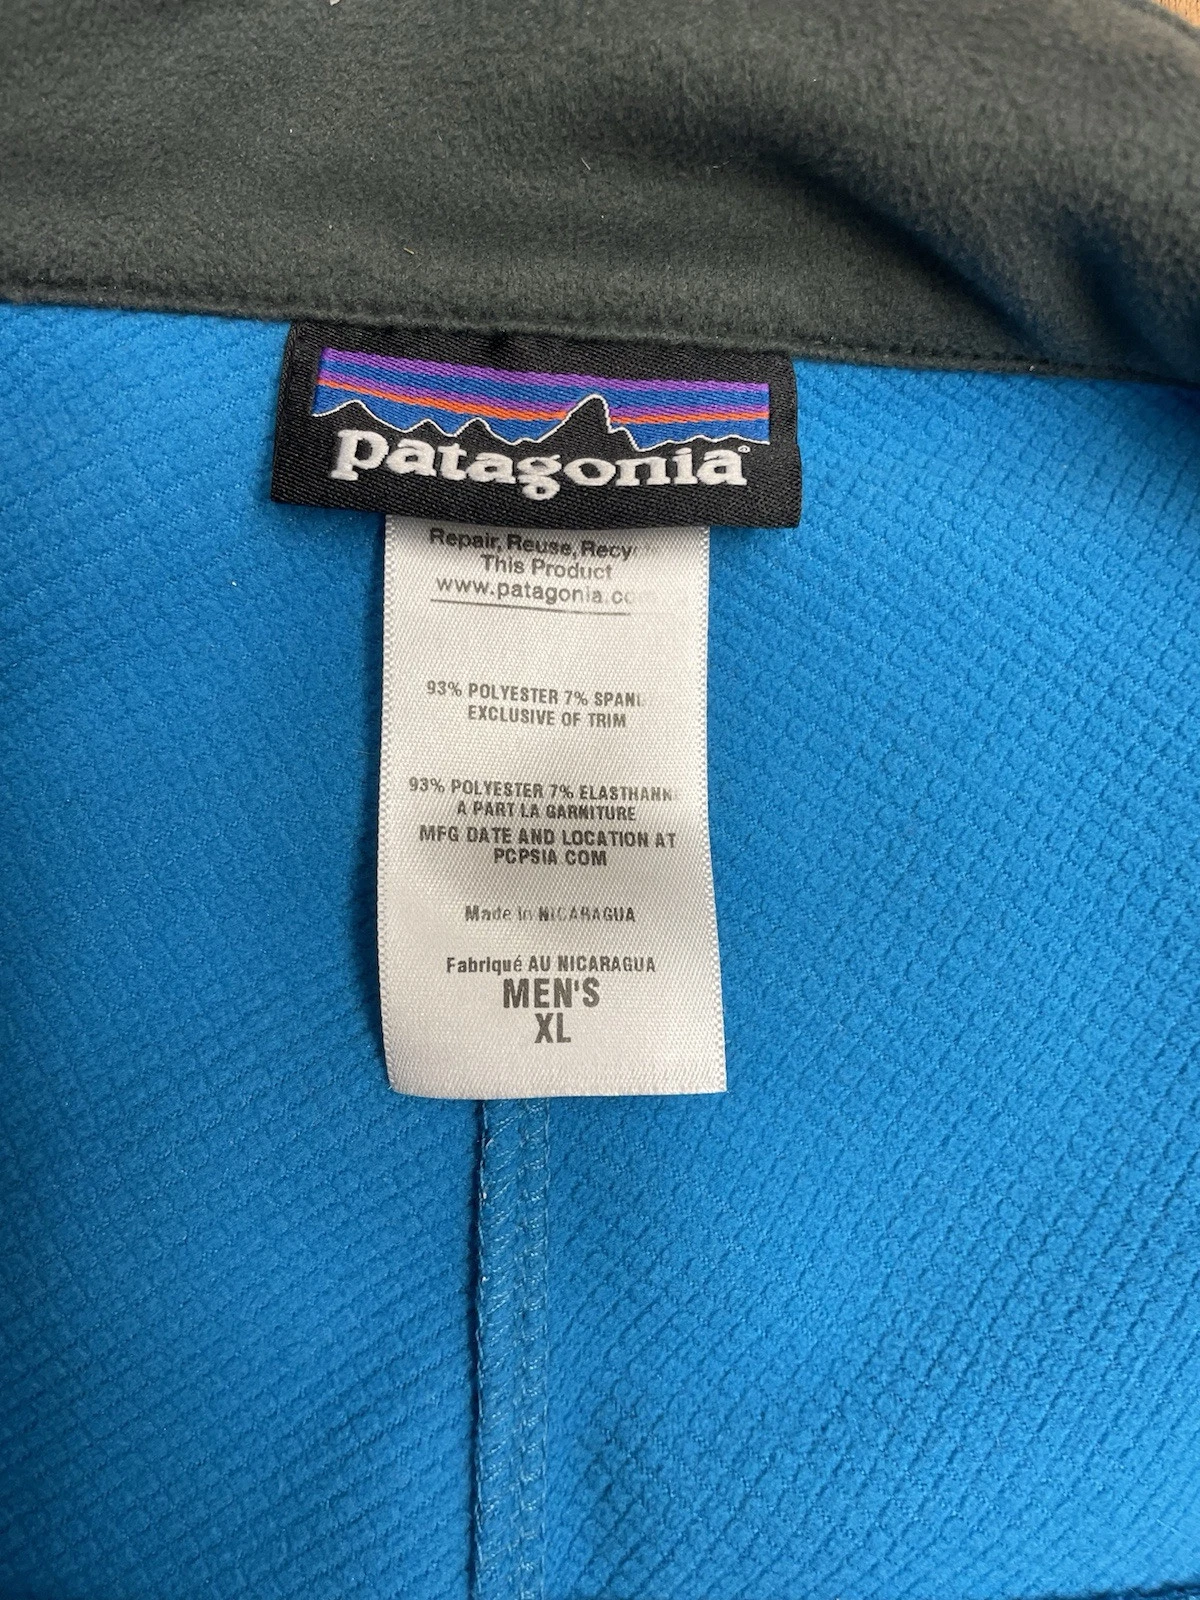 patagonia®
Repair, Reuse, Recy
This Product
www.patagonia.co
93% POLYESTER 7% SPAN
EXCLUSIVE OF TRIM
93% POLYESTER 7% ELASTHANN
A PART LA GARNITURE
MFG DATE AND LOCATION AT
PCPSIA.COM
Made in NICARAGUA
Fabriqué AU NICARAGUA
MEN'S
XL